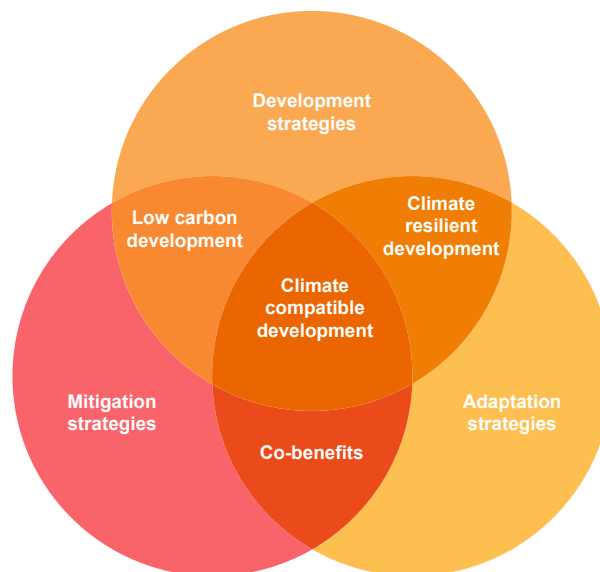 Development
strategies
Low carbon
development
Climate
resilient
development
Climate
compatible
development
Mitigation
strategies
Adaptation
strategies
Co-benefits